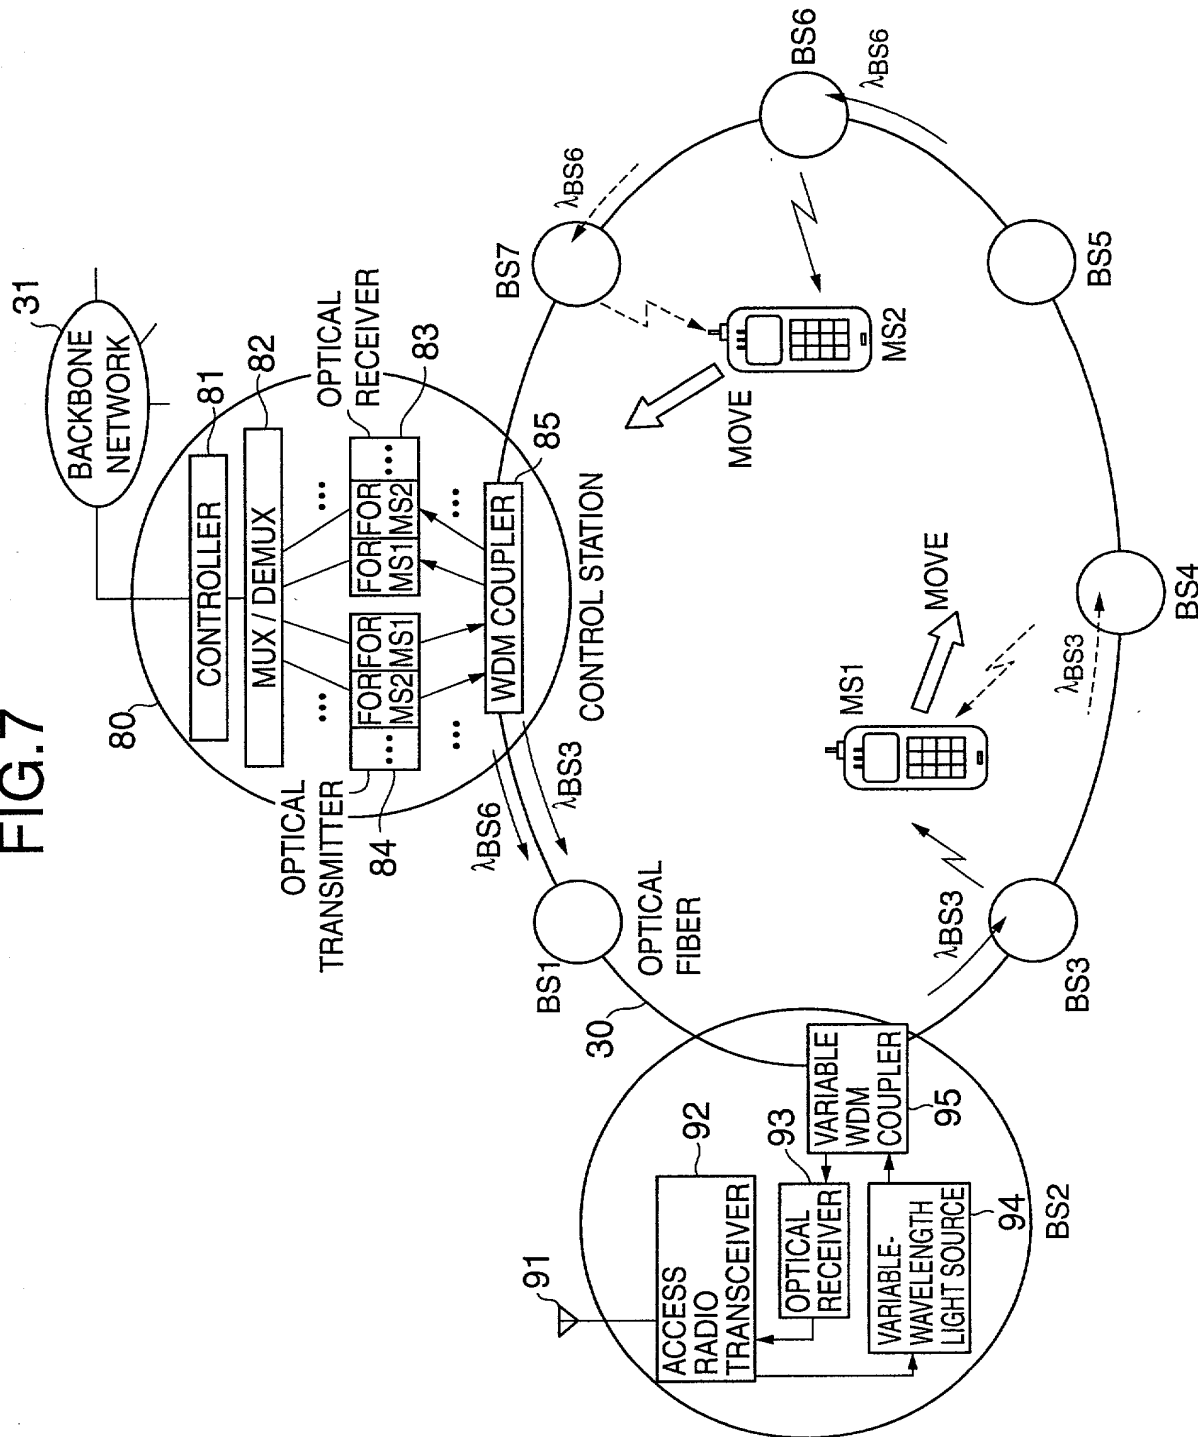 FIG.7
31
BACKBONE
NETWORK
80
81
CONTROLLER
82
MUX / DEMUX
OPTICAL
TRANSMITTER
84
...
FOR
MS2
FOR
MS1
OPTICAL
RECEIVER
83
FOR
MS1
FOR
MS2
...
...
...
...
...
WDM COUPLER
85
CONTROL STATION
λBS6
λBS3
BS1
OPTICAL
FIBER
30
BS7
λBS6
BS6
λBS6
MOVE
MS2
BS5
MS1
MOVE
λBS3
BS4
λBS3
BS3
91
92
ACCESS
RADIO
TRANSCEIVER
93
OPTICAL
RECEIVER
VARIABLE-
WAVELENGTH
LIGHT SOURCE
94
VARIABLE
WDM
COUPLER
95
BS2